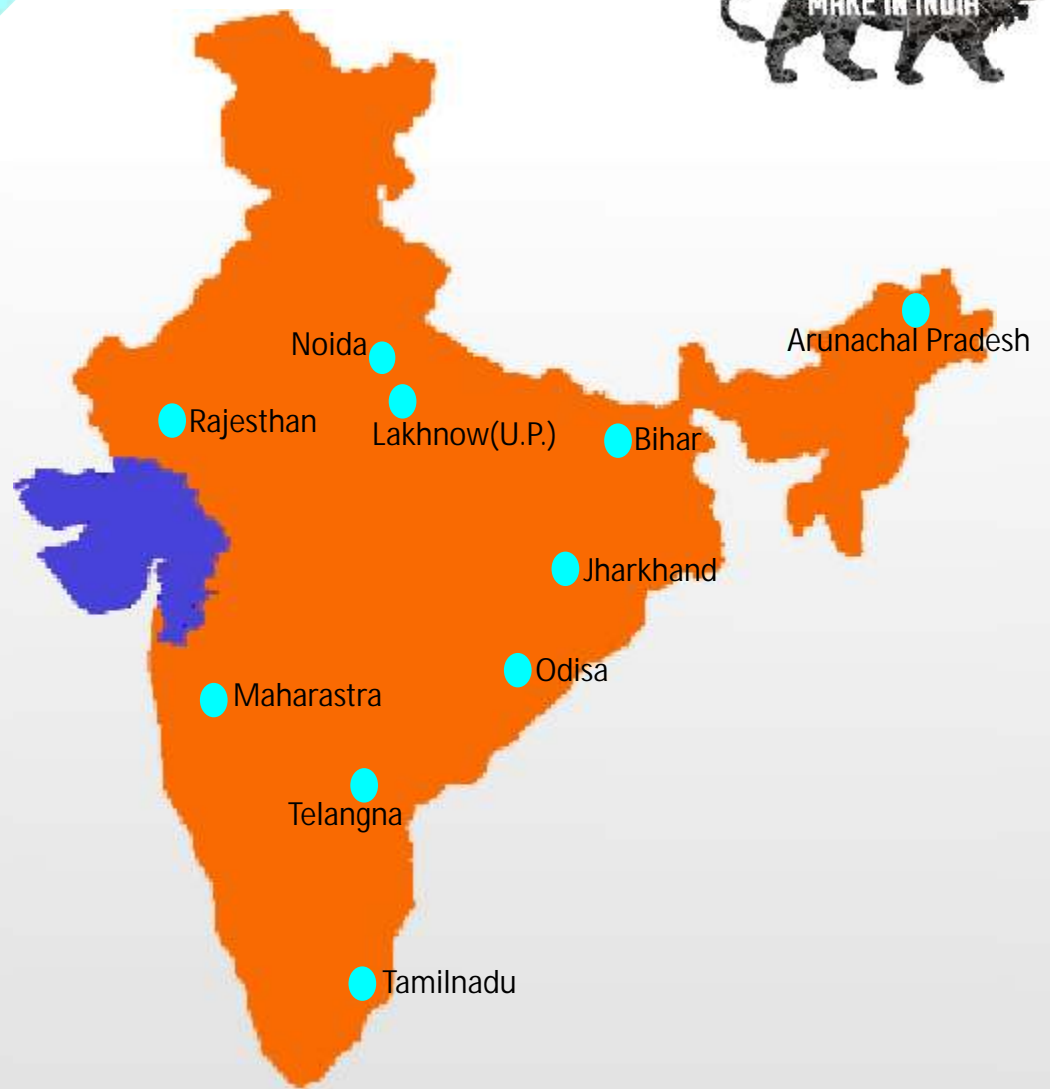 MAKE IN INDIA
Arunachal Pradesh
Noida
Rajesthan
Lakhnow(U.P.)
Bihar
Jharkhand
Odisa
Maharastra
Telangna
Tamilnadu